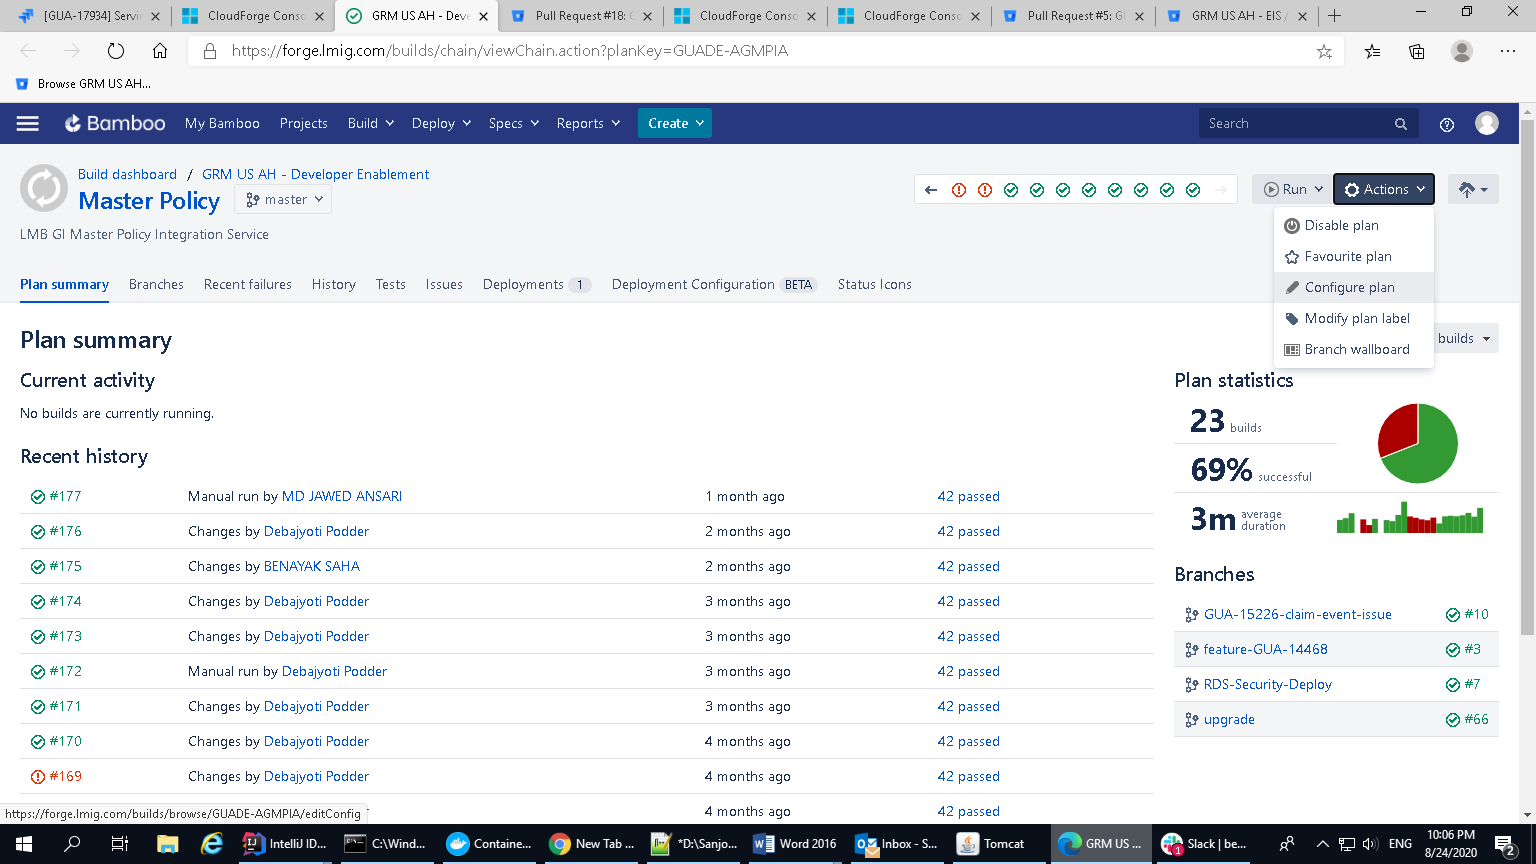 [GUA-17934] Servi
CloudForge Conso
GRM US AH - Deve
Pull Request #18: C
CloudForge Conso
CloudForge Conso
Pull Request #5: GU
GRM US AH - EIS /
https://forge.lmig.com/builds/chain/viewChain.action?planKey=GUADE-AGMPIA
Browse GRM US AH...
Bamboo My Bamboo Projects Build Deploy Specs Reports Create Search
Build dashboard / GRM US AH - Developer Enablement
Master Policy master
Run Actions
LMB GI Master Policy Integration Service
Disable plan
Favourite plan
Configure plan
Modify plan label
Branch wallboard
Plan summary Branches Recent failures History Tests Issues Deployments 1 Deployment Configuration BETA Status Icons
Plan summary
builds
Current activity
No builds are currently running.
Recent history
#177 Manual run by MD JAWED ANSARI 1 month ago 42 passed
#176 Changes by Debajyoti Podder 2 months ago 42 passed
#175 Changes by BENAYAK SAHA 2 months ago 42 passed
#174 Changes by Debajyoti Podder 3 months ago 42 passed
#173 Changes by Debajyoti Podder 3 months ago 42 passed
#172 Manual run by Debajyoti Podder 3 months ago 42 passed
#171 Changes by Debajyoti Podder 3 months ago 42 passed
#170 Changes by Debajyoti Podder 4 months ago 42 passed
#169 Changes by Debajyoti Podder 4 months ago 42 passed
4 months ago 42 passed
Plan statistics
23 builds
69% successful
3m average duration
Branches
GUA-15226-claim-event-issue #10
feature-GUA-14468 #3
RDS-Security-Deploy #7
upgrade #66
https://forge.lmig.com/builds/browse/GUADE-AGMPIA/editConfig
IntelliJ ID...
C:\Wind...
Containe...
New Tab ...
*D:\Sanjo...
Word 2016
Inbox - S...
Tomcat
GRM US ...
Slack | be...
1
ENG
10:06 PM
8/24/2020
2